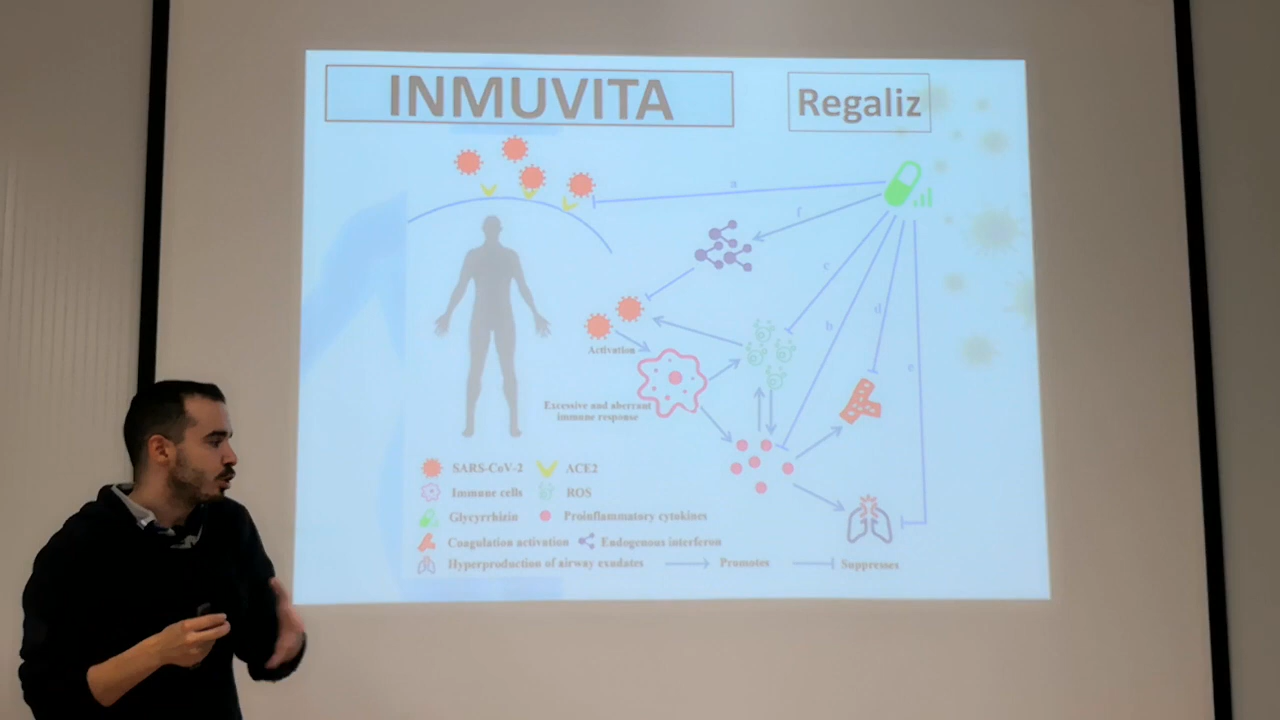 INMUVITA
Regaliz
a
f
c
b
d
e
Activation
Excessive and aberrant
immune response
SARS-CoV-2
ACE2
Immune cells
ROS
Glycyrrhizin
Proinflammatory cytokines
Coagulation activation
Endogenous interferon
Hyperproduction of airway exudates
Promotes
Suppresses